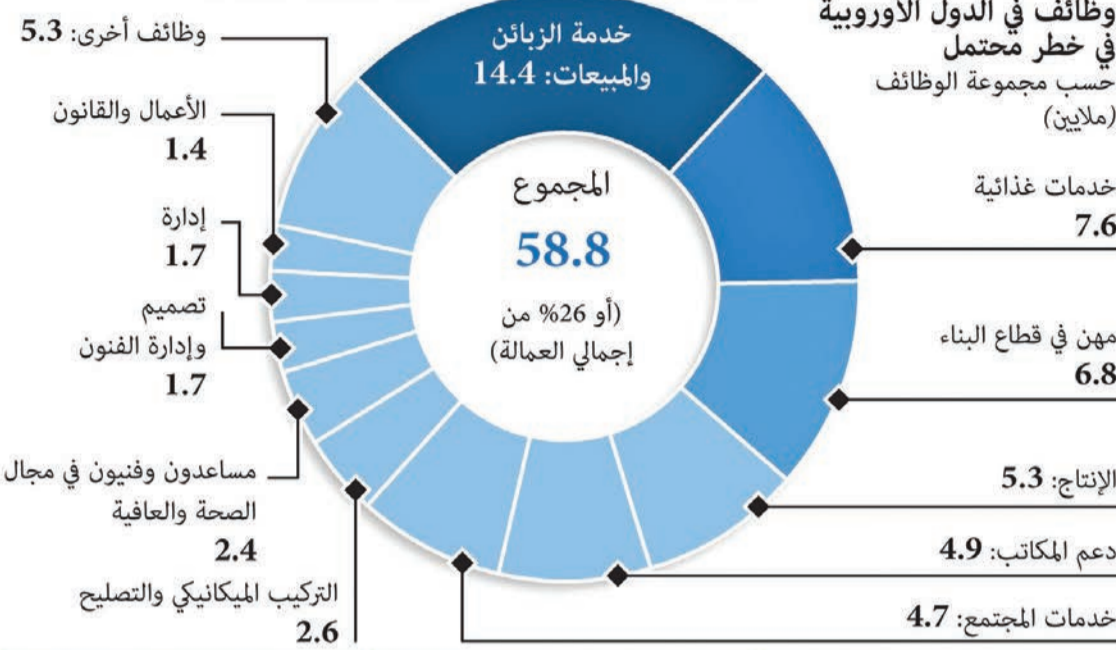 وظائف في الدول الأوروبية
في خطر محتمل
حسب مجموعة الوظائف
(ملايين)
خدمة الزبائن
والمبيعات: 14.4
خدمات غذائية
7.6
مهن في قطاع البناء
6.8
الإنتاج: 5.3
دعم المكاتب: 4.9
خدمات المجتمع: 4.7
التركيب الميكانيكي والتصليح
2.6
مساعدون وفنيون في مجال
الصحة والعافية
2.4
تصميم
وإدارة الفنون
1.7
إدارة
1.7
الأعمال والقانون
1.4
وظائف أخرى: 5.3
المجموع
58.8
(أو 26% من
إجمالي العمالة)